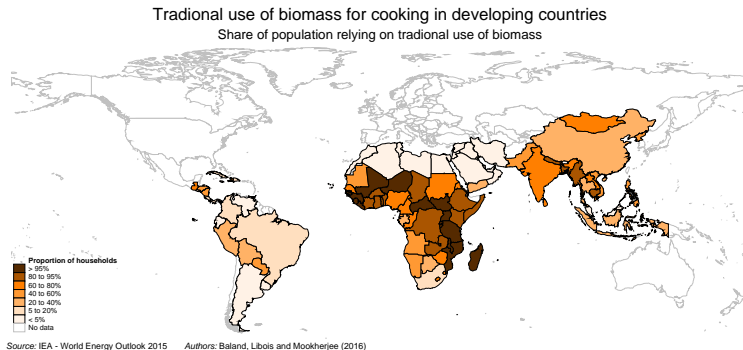 Tradional use of biomass for cooking in developing countries
Share of population relying on tradional use of biomass
Proportion of households
> 95%
80 to 95%
60 to 80%
40 to 60%
20 to 40%
5 to 20%
< 5%
No data
Source: IEA - World Energy Outlook 2015 Authors: Baland, Libois and Mookherjee (2016)